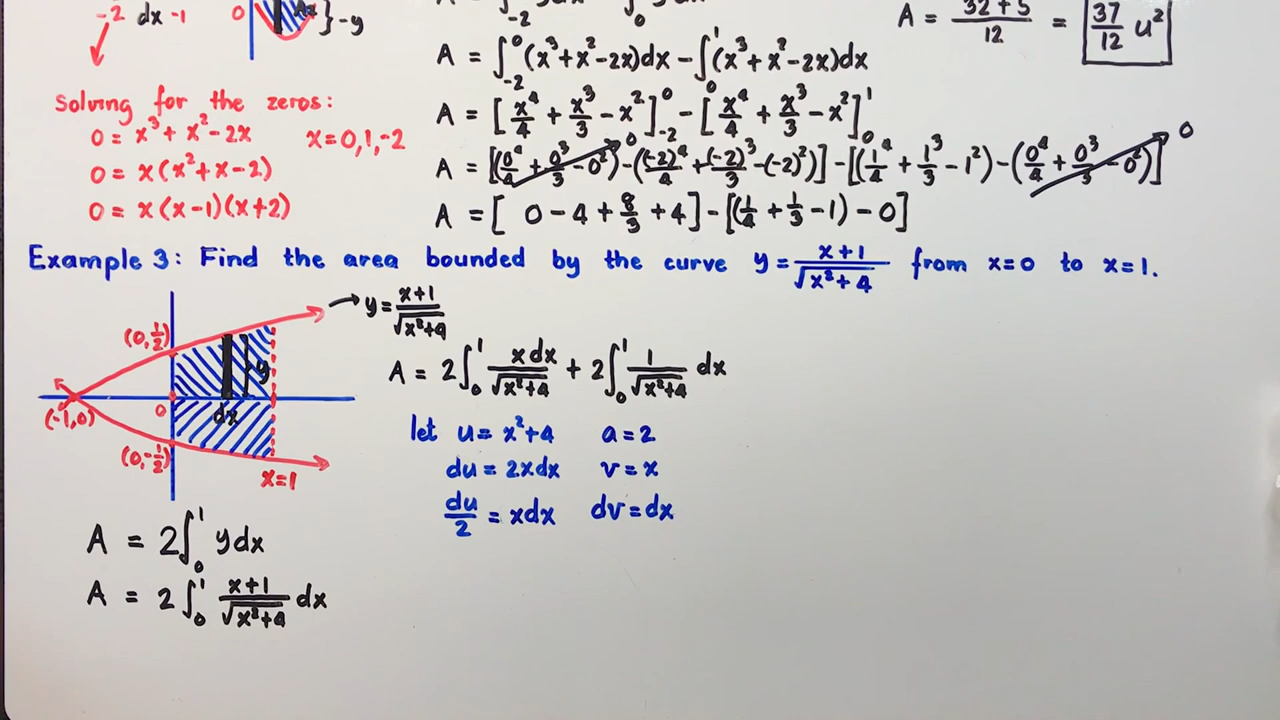 -2 dx -1 0 } -y
Solving for the zeros:
0 = x³ + x² - 2x x = 0, 1, -2
0 = x(x² + x - 2)
0 = x(x - 1)(x + 2)
A = ∫₋₂⁰ (x³ + x² - 2x)dx - ∫₀¹ (x³ + x² - 2x)dx
A = [x⁴/4 + x³/3 - x²]₋₂⁰ - [x⁴/4 + x³/3 - x²]₀¹
A = [(0⁴/4 + 0³/3 - 0²) - ((-2)⁴/4 + (-2)³/3 - (-2)²)] - [(1⁴/4 + 1³/3 - 1²) - (0⁴/4 + 0³/3 - 0²)] 0 0
A = [0 - 4 + 8/3 + 4] - [(1/4 + 1/3 - 1) - 0]
A = (32 + 5)/12 = 37/12 u²
Example 3: Find the area bounded by the curve y = (x+1)/√(x²+4) from x=0 to x=1.
y = (x+1)/√(x²+4)
(0, 1/2)
y
0
dx
(-1, 0)
(0, -1/2)
x=1
A = 2∫₀¹ ydx
A = 2∫₀¹ (x+1)/√(x²+4) dx
A = 2∫₀¹ xdx/√(x²+4) + 2∫₀¹ 1/√(x²+4) dx
let u = x² + 4 a = 2
du = 2xdx v = x
du/2 = xdx dv = dx